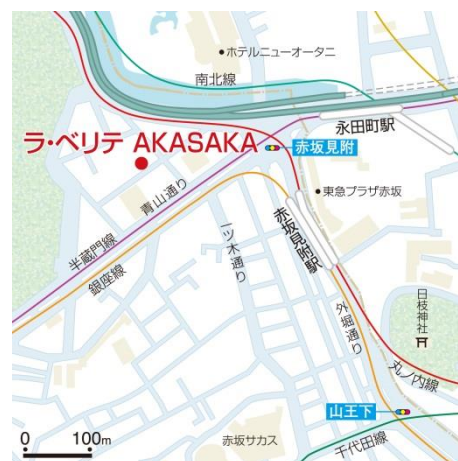 ホテルニューオータニ
南北線
永田町駅
ラ・ベリテ AKASAKA
赤坂見附
青山通り
東急プラザ赤坂
半蔵門線
銀座線
一ツ木通り
赤坂見附駅
外堀通り
日枝神社
丸ノ内線
山王下
千代田線
赤坂サカス
0 100m